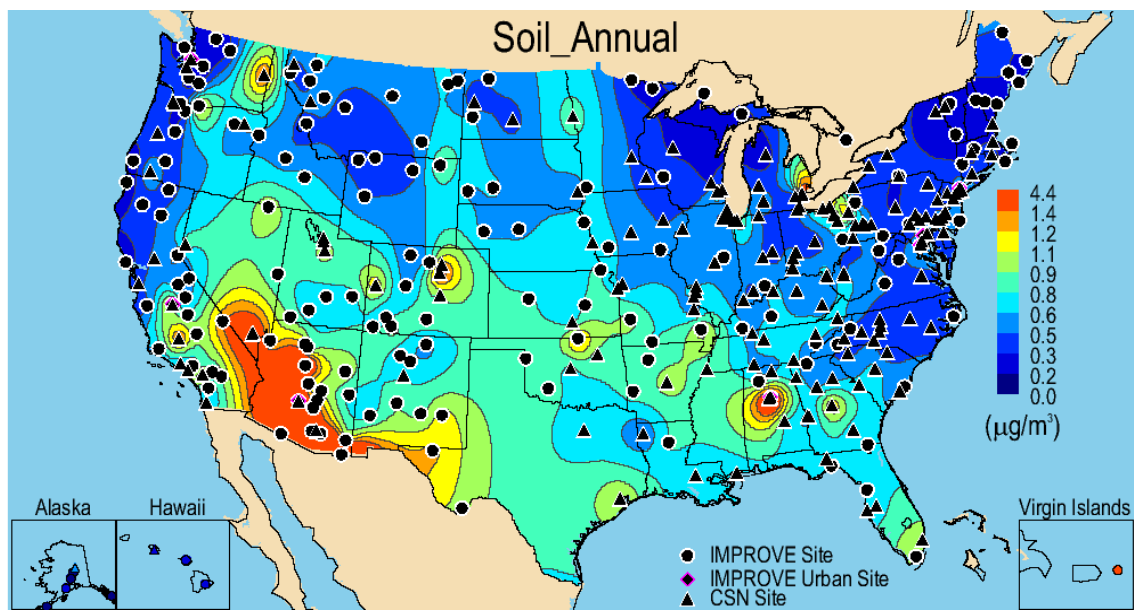 Soil_Annual
4.4
1.4
1.2
1.1
0.9
0.8
0.6
0.5
0.3
0.2
0.0
(μg/m³)
Alaska
Hawaii
Virgin Islands
IMPROVE Site
IMPROVE Urban Site
CSN Site